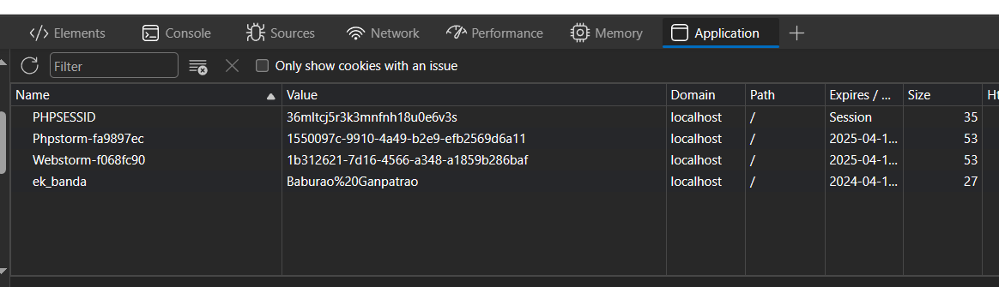 Elements Console Sources Network Performance Memory Application
Filter Only show cookies with an issue
Name Value Domain Path Expires / ... Size Ht
PHPSESSID 36mltcj5r3k3mnfnh18u0e6v3s localhost / Session 35
Phpstorm-fa9897ec 1550097c-9910-4a49-b2e9-efb2569d6a11 localhost / 2025-04-1... 53
Webstorm-f068fc90 1b312621-7d16-4566-a348-a1859b286baf localhost / 2025-04-1... 53
ek_banda Baburao%20Ganpatrao localhost / 2024-04-1... 27